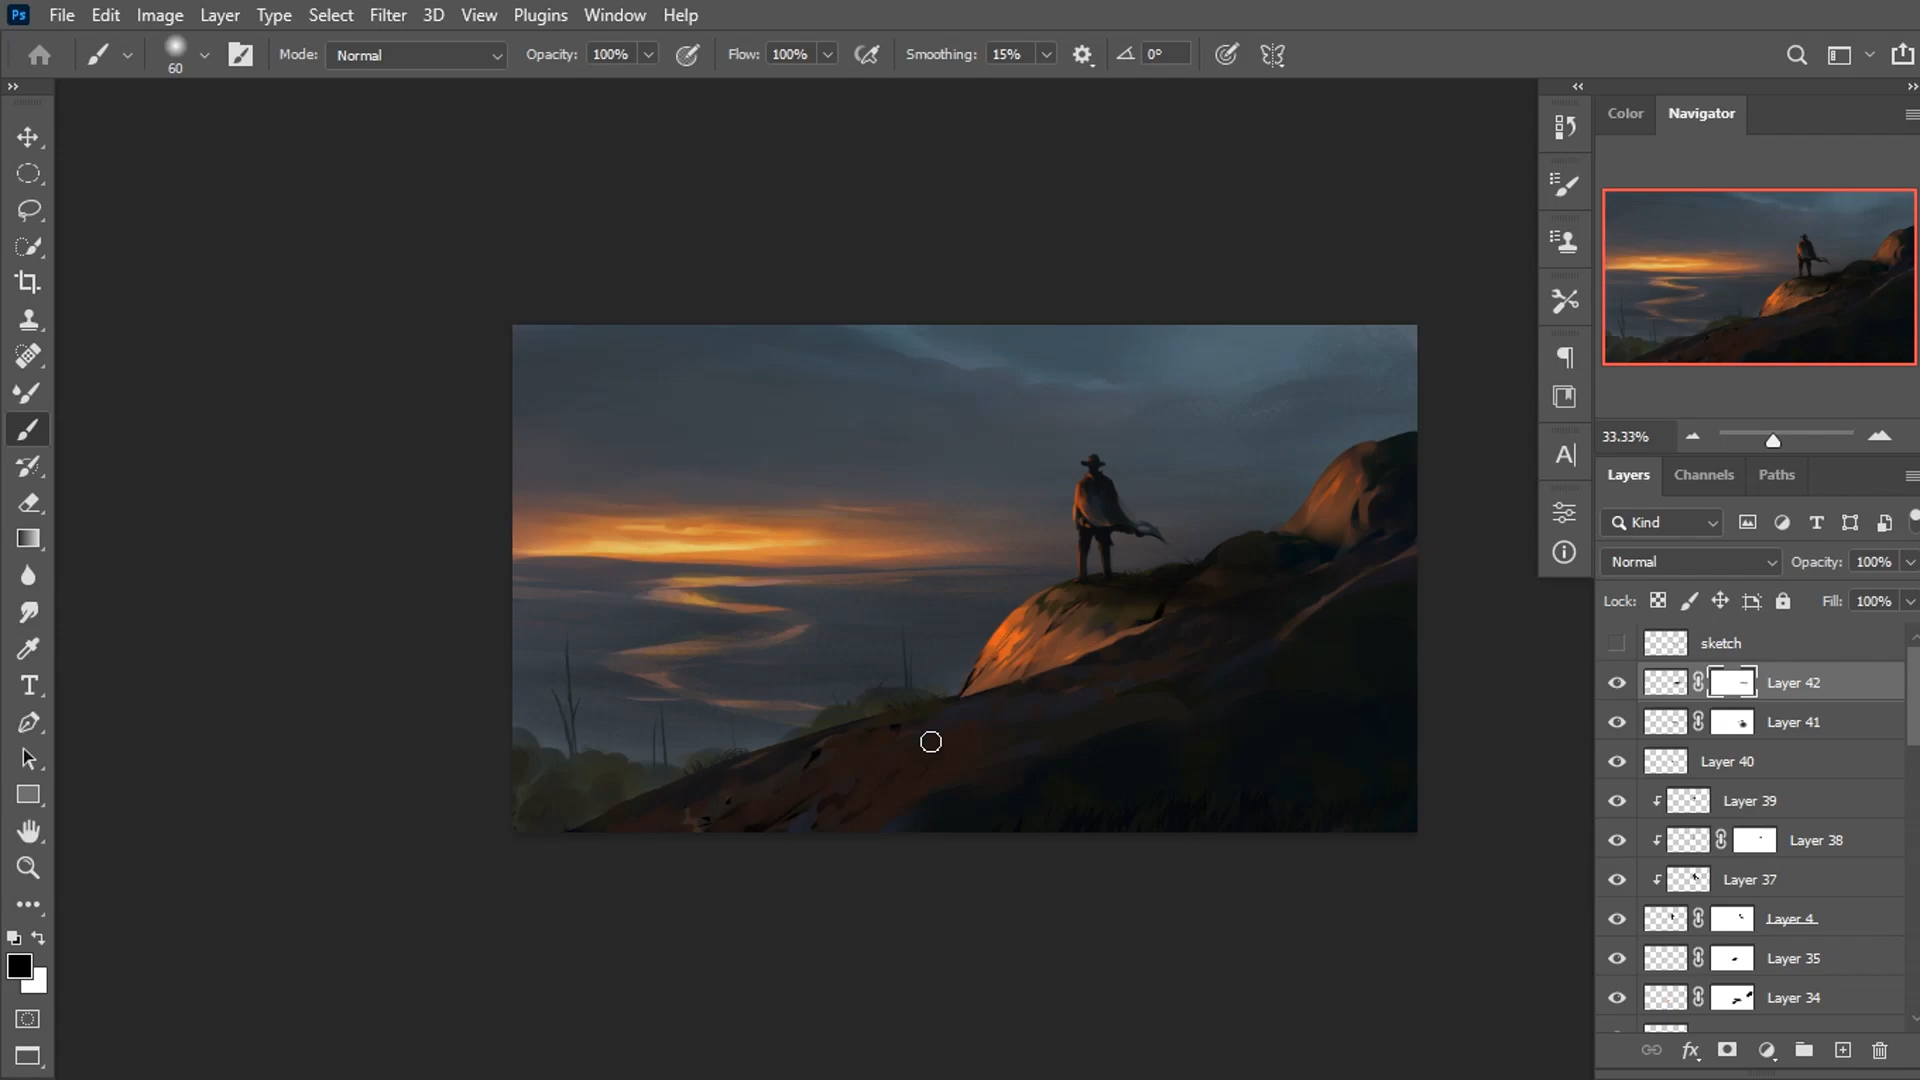 Ps File Edit Image Layer Type Select Filter 3D View Plugins Window Help
60 Mode: Normal Opacity: 100% Flow: 100% Smoothing: 15% 0°
Color Navigator
33.33%
Layers Channels Paths
Kind
Normal Opacity: 100%
Lock: Fill: 100%
sketch
Layer 42
Layer 41
Layer 40
Layer 39
Layer 38
Layer 37
Layer 4
Layer 35
Layer 34
fx